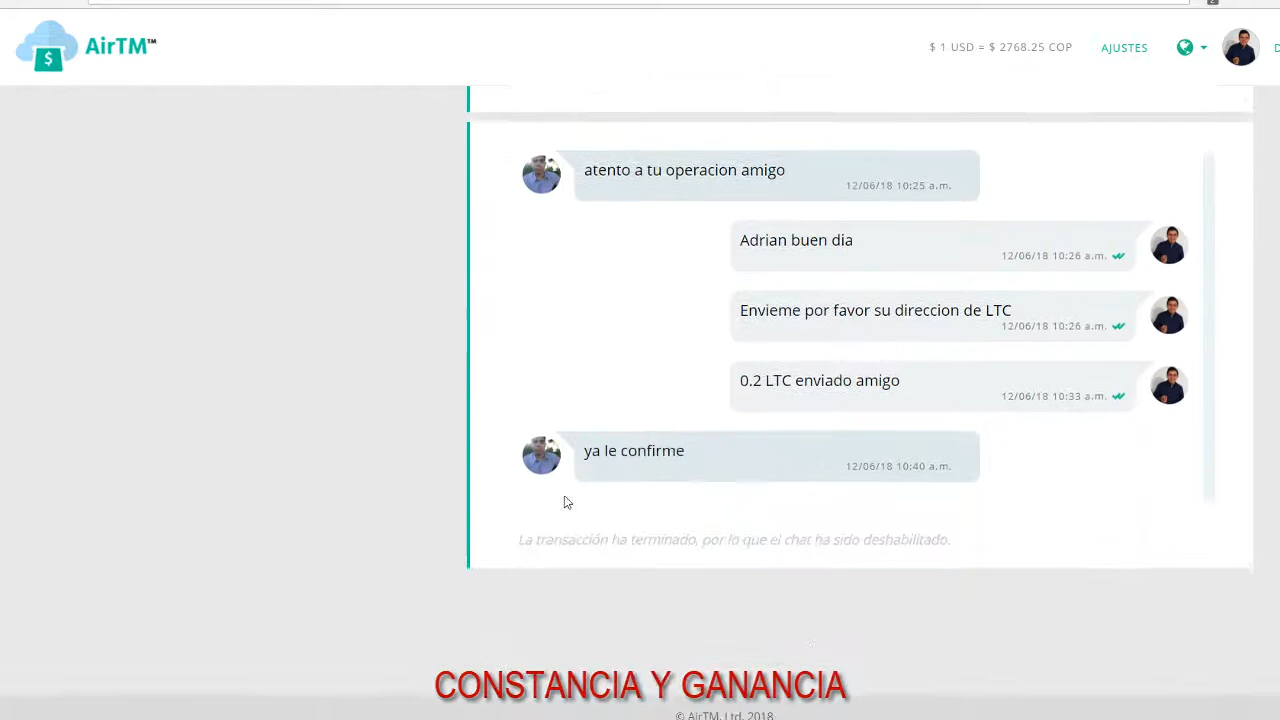 AirTM™
$ 1 USD = $ 2768.25 COP
AJUSTES
atento a tu operacion amigo
12/06/18 10:25 a.m.
Adrian buen dia
12/06/18 10:26 a.m.
Envieme por favor su direccion de LTC
12/06/18 10:26 a.m.
0.2 LTC enviado amigo
12/06/18 10:33 a.m.
ya le confirme
12/06/18 10:40 a.m.
La transacción ha terminado, por lo que el chat ha sido deshabilitado.
CONSTANCIA Y GANANCIA
© AirTM, Ltd. 2018